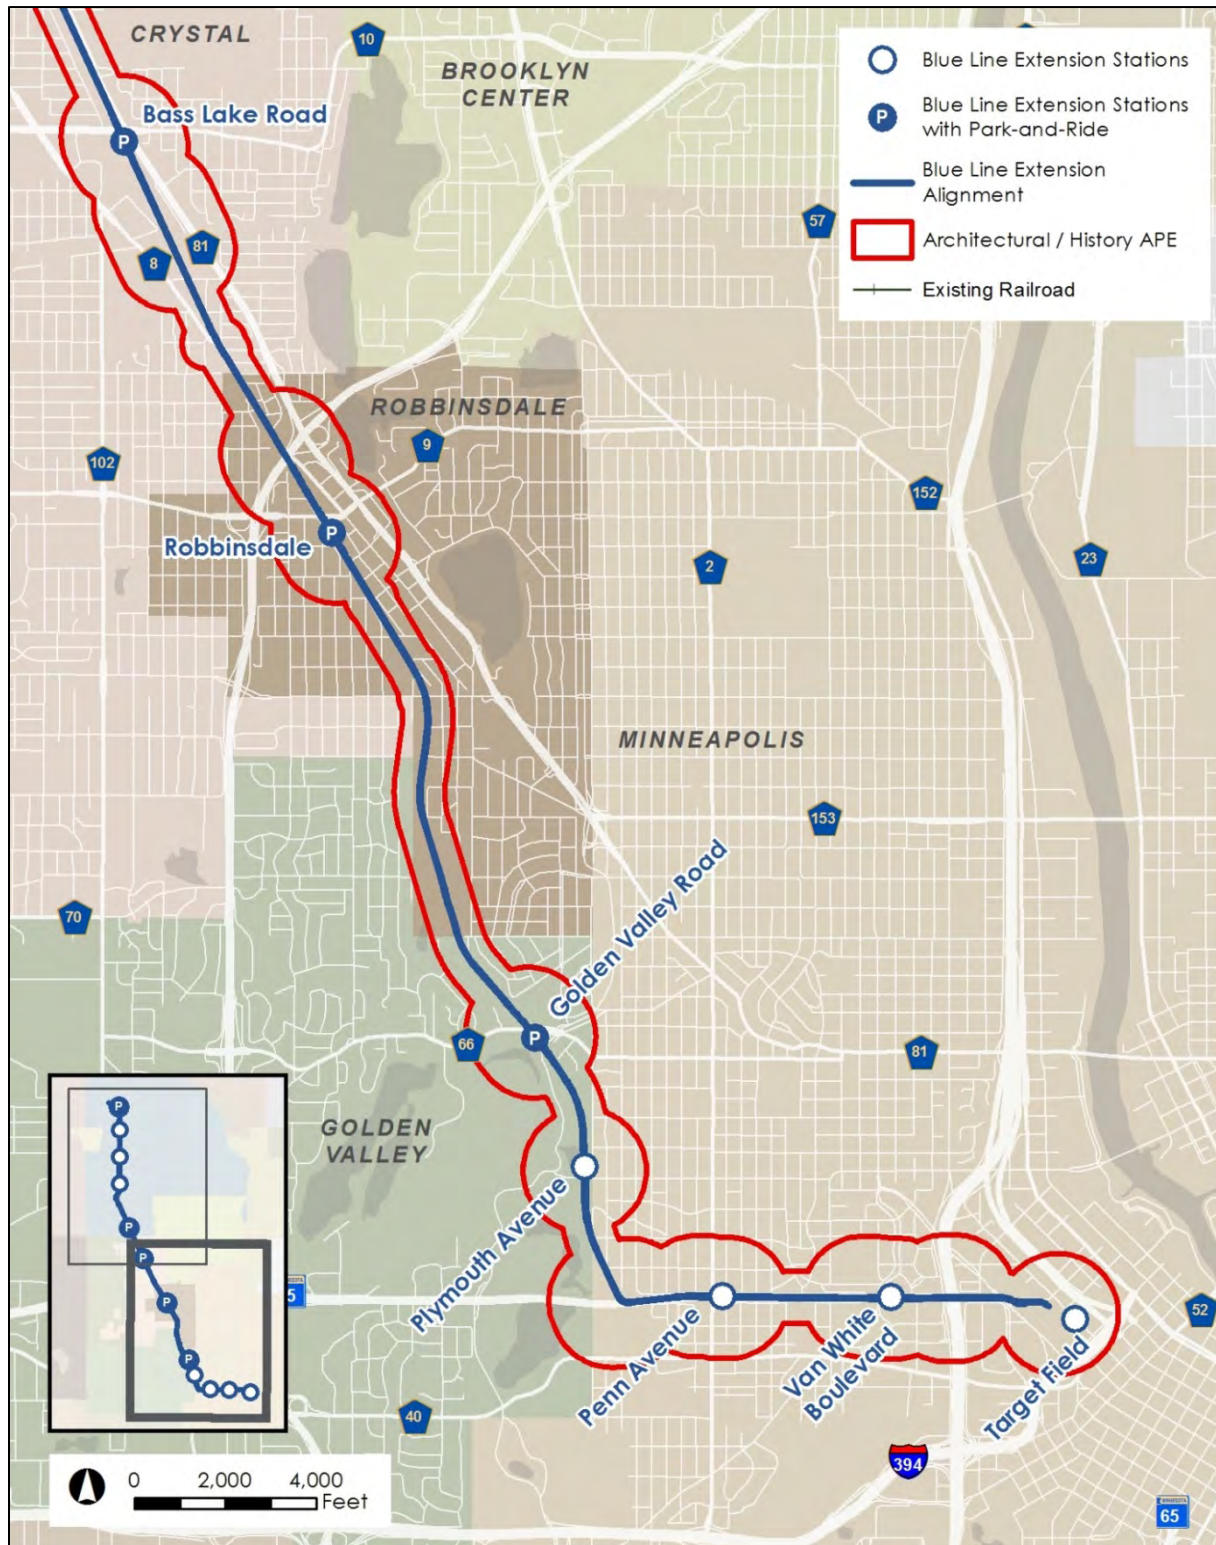 CRYSTAL
10
BROOKLYN
CENTER
Blue Line Extension Stations
P
Blue Line Extension Stations
with Park-and-Ride
Blue Line Extension
Alignment
Architectural / History APE
Existing Railroad
Bass Lake Road
P
57
81
8
ROBBINSDALE
9
102
152
P
Robbinsdale
2
23
MINNEAPOLIS
153
Golden Valley Road
70
P
66
81
GOLDEN
VALLEY
Plymouth Avenue
Penn Avenue
Van White
Boulevard
Target Field
52
P
P
P
P
P
5
40
394
0 2,000 4,000
Feet
MINNESOTA
65